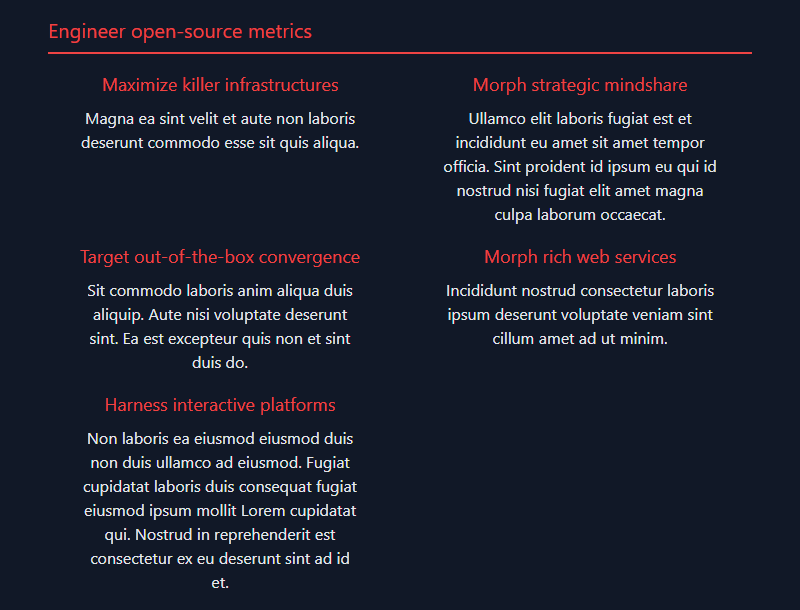 Engineer open-source metrics
Maximize killer infrastructures
Magna ea sint velit et aute non laboris
deserunt commodo esse sit quis aliqua.
Morph strategic mindshare
Ullamco elit laboris fugiat est et
incididunt eu amet sit amet tempor
officia. Sint proident id ipsum eu qui id
nostrud nisi fugiat elit amet magna
culpa laborum occaecat.
Target out-of-the-box convergence
Sit commodo laboris anim aliqua duis
aliquip. Aute nisi voluptate deserunt
sint. Ea est excepteur quis non et sint
duis do.
Morph rich web services
Incididunt nostrud consectetur laboris
ipsum deserunt voluptate veniam sint
cillum amet ad ut minim.
Harness interactive platforms
Non laboris ea eiusmod eiusmod duis
non duis ullamco ad eiusmod. Fugiat
cupidatat laboris duis consequat fugiat
eiusmod ipsum mollit Lorem cupidatat
qui. Nostrud in reprehenderit est
consectetur ex eu deserunt sint ad id
et.